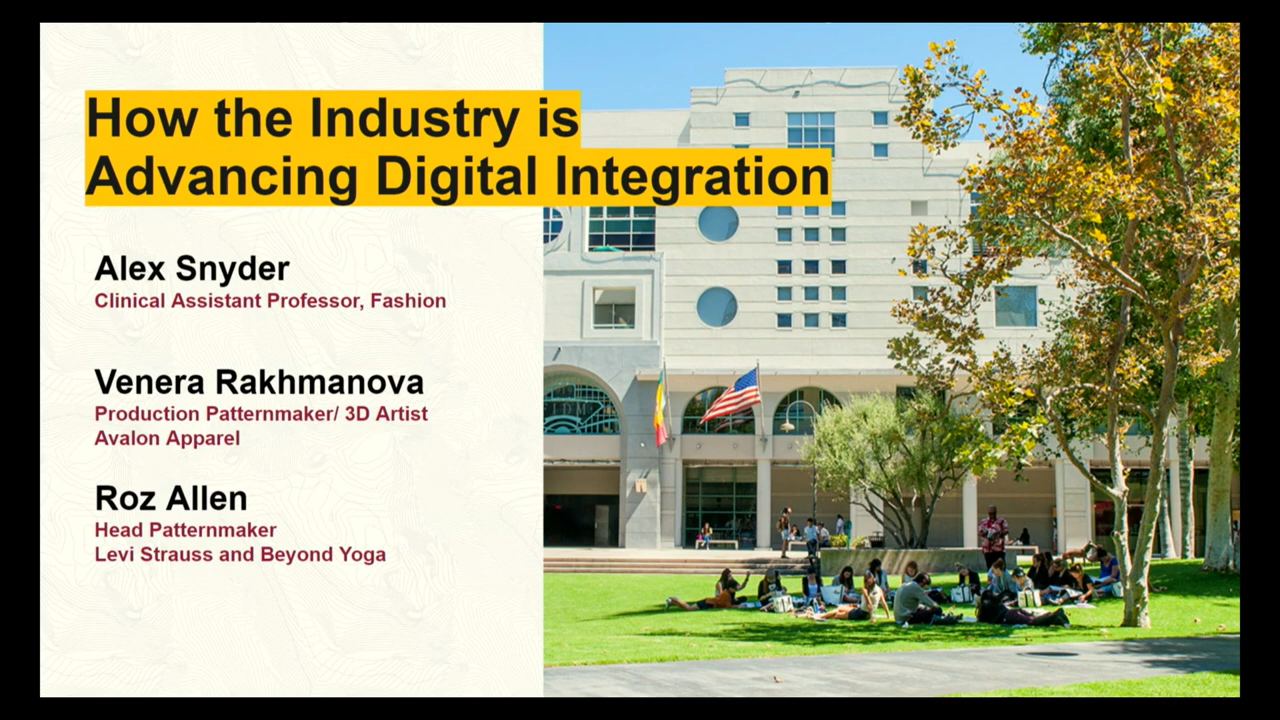 How the Industry is
Advancing Digital Integration
Alex Snyder
Clinical Assistant Professor, Fashion
Venera Rakhmanova
Production Patternmaker/ 3D Artist
Avalon Apparel
Roz Allen
Head Patternmaker
Levi Strauss and Beyond Yoga